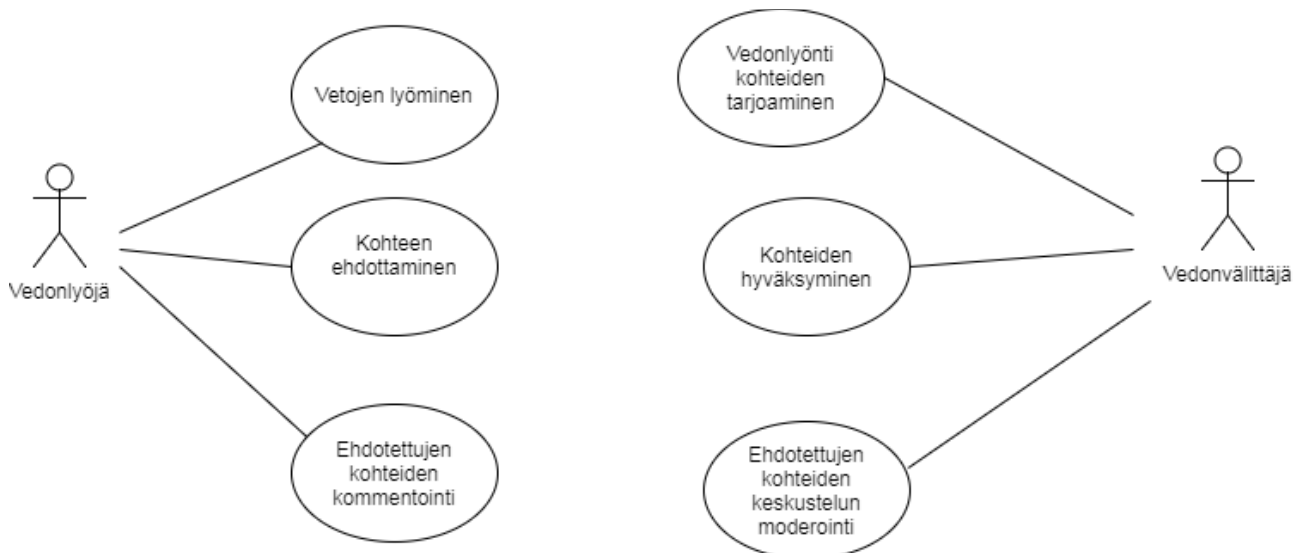 Vetojen lyöminen
Vedonlyönti
kohteiden
tarjoaminen
Vedonlyöjä
Kohteen
ehdottaminen
Kohteiden
hyväksyminen
Vedonvälittäjä
Ehdotettujen
kohteiden
kommentointi
Ehdotettujen
kohteiden
keskustelun
moderointi